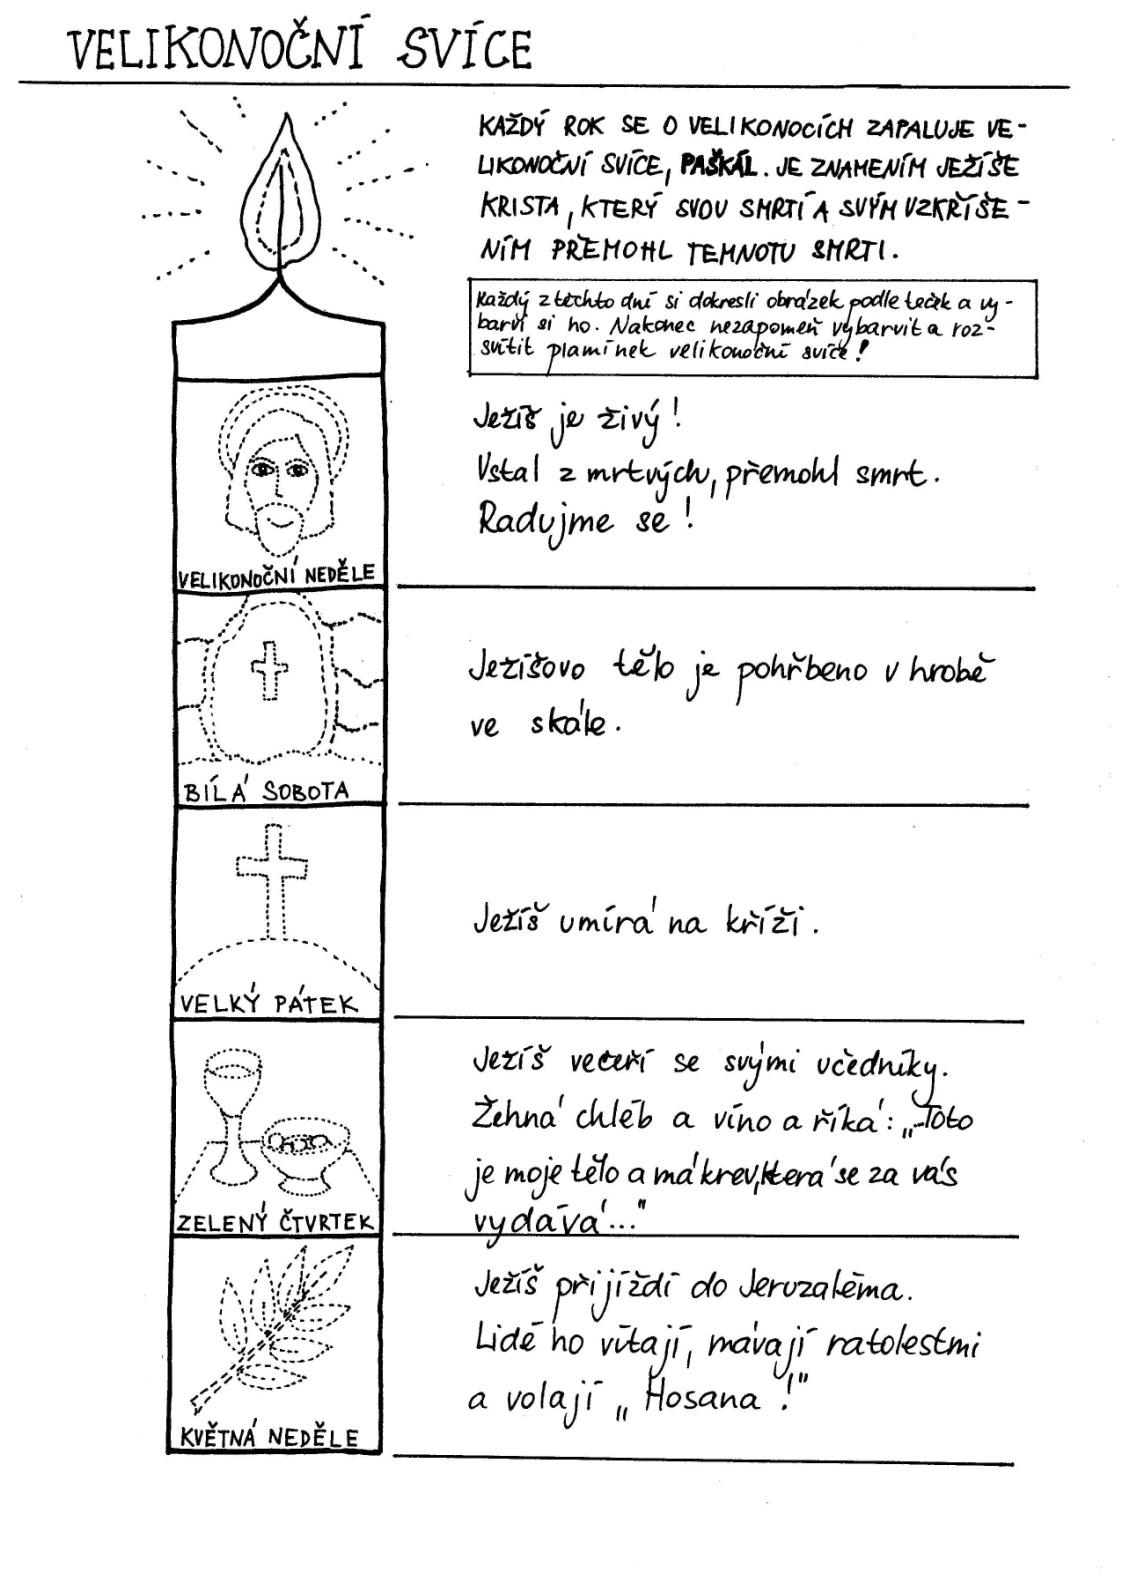 VELIKONOČNÍ SVÍCE
KAŽDÝ ROK SE O VELIKONOCÍCH ZAPALUJE VE-
LIKONOČNÍ SVÍCE, PAŠKÁL. JE ZNAMENÍM JEŽÍŠE
KRISTA, KTERÝ SVOU SMRTÍ A SVÝM VZKŘÍŠE-
NÍM PŘEMOHL TEMNOTU SMRTI.
Každý z těchto dní si dokresli obrázek podle teček a vy-
barvi si ho. Nakonec nezapomeň vybarvit a roz-
svítit plamínek velikonoční svíce!
Ježíš je živý!
Vstal z mrtvých, přemohl smrt.
Radujme se!
VELIKONOČNÍ NEDĚLE
Ježíšovo tělo je pohřbeno v hrobě
ve skále.
BÍLÁ SOBOTA
Ježíš umírá na kříži.
VELKÝ PÁTEK
Ježíš večeří se svými učedníky.
Žehná chléb a víno a říká: „Toto
je moje tělo a má krev, která se za vás
vydává..."
ZELENÝ ČTVRTEK
Ježíš přijíždí do Jeruzaléma.
Lidé ho vítají, mávají ratolestmi
a volají „Hosana!"
KVĚTNÁ NEDĚLE